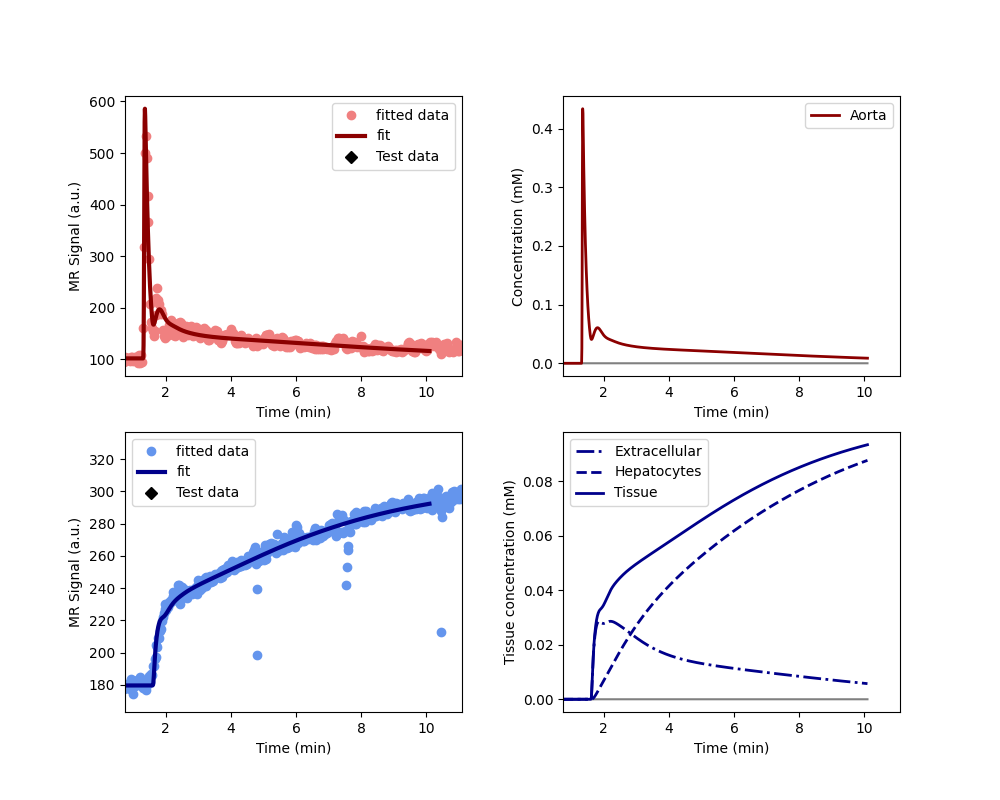 600
500
400
300
200
100
MR Signal (a.u.)
2
4
6
8
10
Time (min)
fitted data
fit
Test data
0.4
0.3
0.2
0.1
0.0
Concentration (mM)
2
4
6
8
10
Time (min)
Aorta
320
300
280
260
240
220
200
180
MR Signal (a.u.)
2
4
6
8
10
Time (min)
fitted data
fit
Test data
0.08
0.06
0.04
0.02
0.00
Tissue concentration (mM)
2
4
6
8
10
Time (min)
Extracellular
Hepatocytes
Tissue